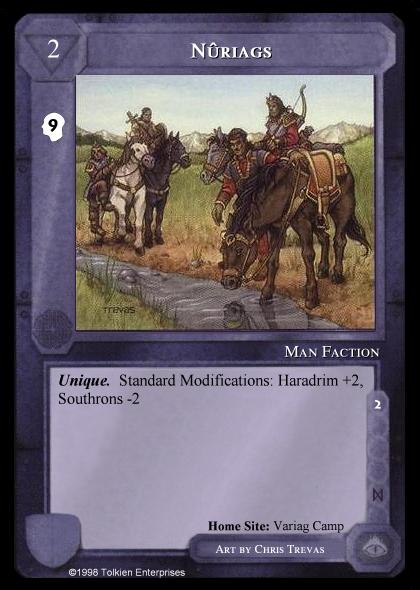 2
NÛRIAGS
9
TREVAS
MAN FACTION
Unique. Standard Modifications: Haradrim +2,
Southrons -2
2
Home Site: Variag Camp
ART BY CHRIS TREVAS
©1998 Tolkien Enterprises